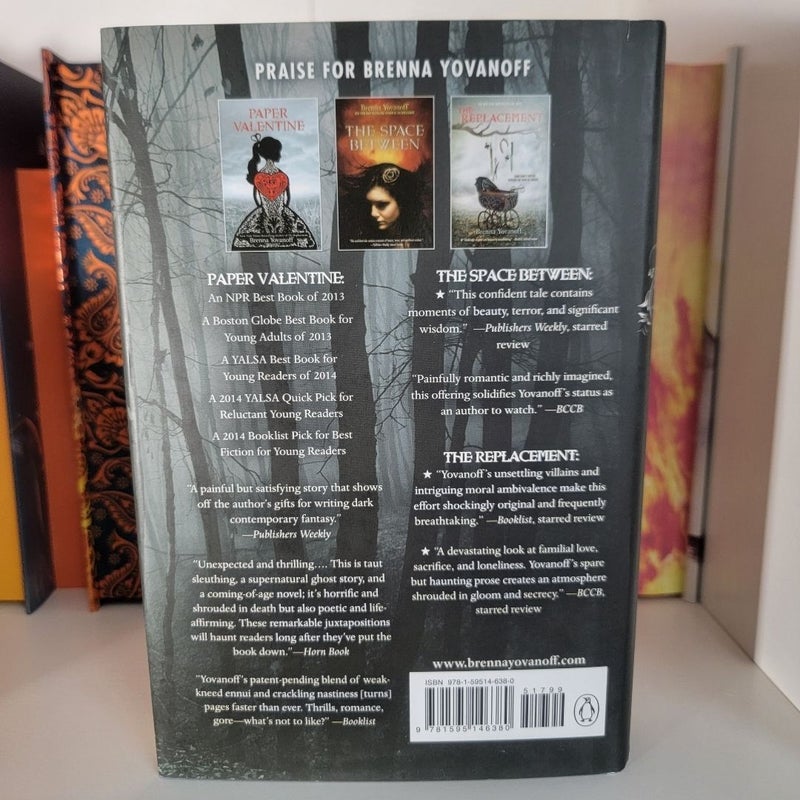 PRAISE FOR BRENNA YOVANOFF
PAPER
VALENTINE
Brenna Yovanoff
Brenna Yovanoff
THE SPACE
BETWEEN
THE
REPLACEMENT
Brenna Yovanoff
PAPER VALENTINE:
An NPR Best Book of 2013
A Boston Globe Best Book for
Young Adults of 2013
A YALSA Best Book for
Young Readers of 2014
A 2014 YALSA Quick Pick for
Reluctant Young Readers
A 2014 Booklist Pick for Best
Fiction for Young Readers
"A painful but satisfying story that shows
off the author's gifts for writing dark
contemporary fantasy."
—Publishers Weekly
"Unexpected and thrilling.... This is taut
sleuthing, a supernatural ghost story, and
a coming-of-age novel; it's horrific and
shrouded in death but also poetic and life-
affirming. These remarkable juxtapositions
will haunt readers long after they've put the
book down."—Horn Book
"Yovanoff's patent-pending blend of weak-
kneed ennui and crackling nastiness [turns]
pages faster than ever. Thrills, romance,
gore—what's not to like?" —Booklist
THE SPACE BETWEEN:
★ "This confident tale contains
moments of beauty, terror, and significant
wisdom." —Publishers Weekly, starred
review
"Painfully romantic and richly imagined,
this offering solidifies Yovanoff's status as
an author to watch." —BCCB
THE REPLACEMENT:
★ "Yovanoff's unsettling villains and
intriguing moral ambivalence make this
effort shockingly original and frequently
breathtaking." —Booklist, starred review
★ "A devastating look at familial love,
sacrifice, and loneliness. Yovanoff's spare
but haunting prose creates an atmosphere
shrouded in gloom and secrecy." —BCCB,
starred review
www.brennayovanoff.com
ISBN 978-1-59514-638-0
51799
9 781595 146380